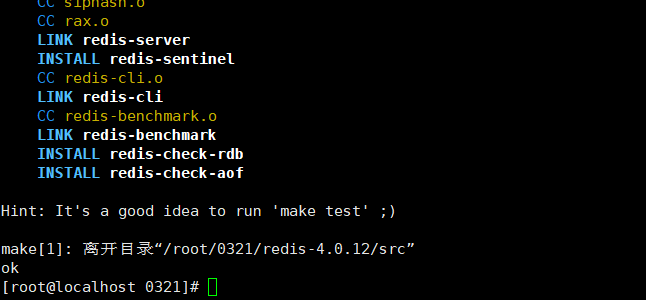 CC siphash.o
CC rax.o
LINK redis-server
INSTALL redis-sentinel
CC redis-cli.o
LINK redis-cli
CC redis-benchmark.o
LINK redis-benchmark
INSTALL redis-check-rdb
INSTALL redis-check-aof
Hint: It's a good idea to run 'make test' ;)
make[1]: 离开目录“/root/0321/redis-4.0.12/src”
ok
[root@localhost 0321]#